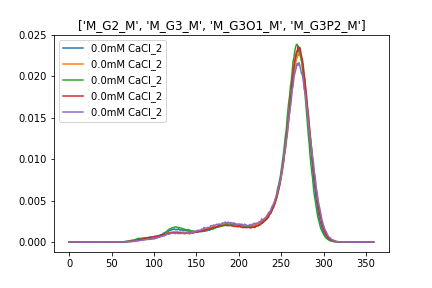 ['M_G2_M', 'M_G3_M', 'M_G3O1_M', 'M_G3P2_M']
0.025
0.020
0.015
0.010
0.005
0.000
0.0mM CaCl_2
0.0mM CaCl_2
0.0mM CaCl_2
0.0mM CaCl_2
0.0mM CaCl_2
0 50 100 150 200 250 300 350